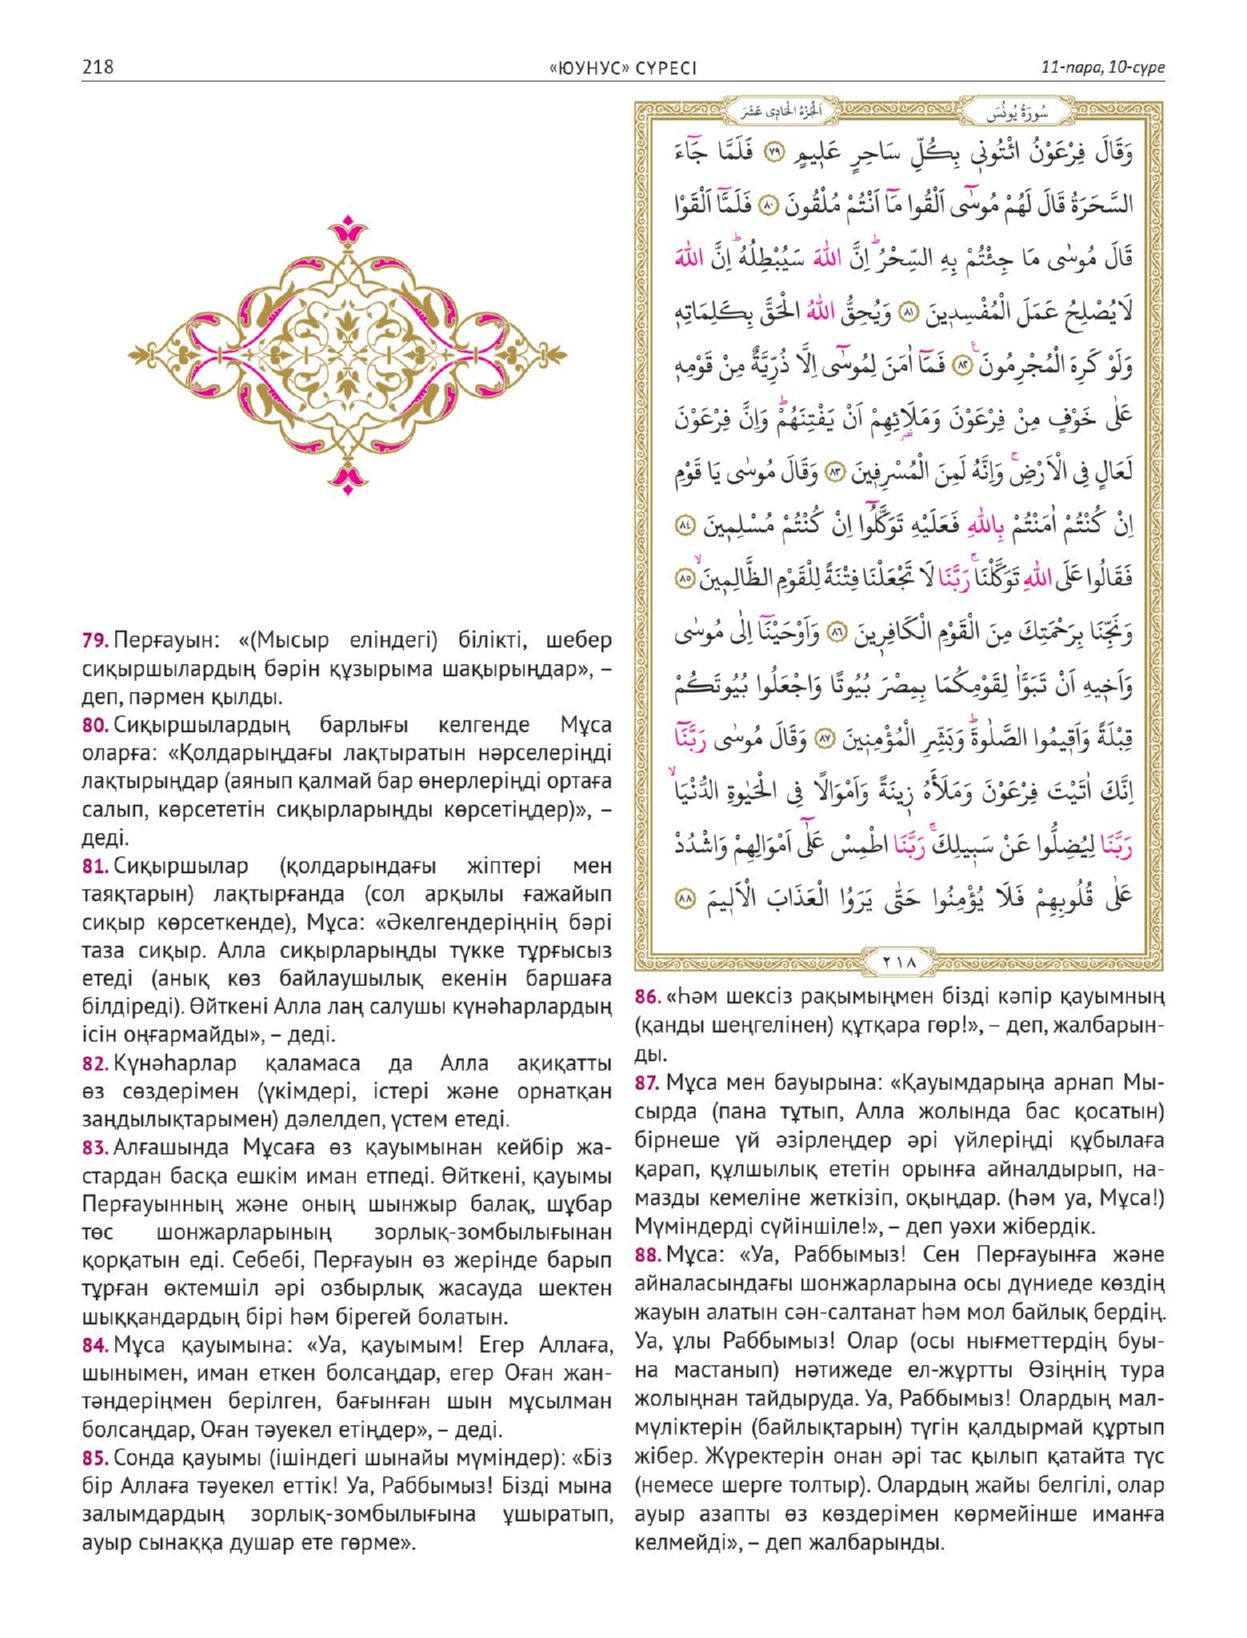 218
«ЮУНУС» СҮРЕСІ
11-пара, 10-сүре
79. Перғауын: «(Мысыр еліндегі) білікті, шебер
сиқыршылардың бәрін құзырыма шақырыңдар», –
деп, пәрмен қылды.
80. Сиқыршылардың барлығы келгенде Мұса
оларға: «Қолдарыңдағы лақтыратын нәрселеріңді
лақтырыңдар (аянып қалмай бар өнерлеріңді ортаға
салып, көрсететін сиқырларыңды көрсетіңдер)», –
деді.
81. Сиқыршылар (қолдарындағы жіптері мен
таяқтарын) лақтырғанда (сол арқылы ғажайып
сиқыр көрсеткенде), Мұса: «Әкелгендеріңнің бәрі
таза сиқыр. Алла сиқырларыңды түкке тұрғысыз
етеді (анық көз байлаушылық екенін баршаға
білдіреді). Өйткені Алла лаң салушы күнәһарлардың
ісін оңғармайды», – деді.
82. Күнәһарлар қаламаса да Алла ақиқатты
өз сөздерімен (үкімдері, істері және орнатқан
заңдылықтарымен) дәлелдеп, үстем етеді.
83. Алғашында Мұсаға өз қауымынан кейбір жа-
стардан басқа ешкім иман етпеді. Өйткені, қауымы
Перғауынның және оның шынжыр балақ, шұбар
төс шонжарларының зорлық-зомбылығынан
қорқатын еді. Себебі, Перғауын өз жерінде барып
тұрған өктемшіл әрі озбырлық жасауда шектен
шыққандардың бірі һәм бірегей болатын.
84. Мұса қауымына: «Уа, қауымым! Егер Аллаға,
шынымен, иман еткен болсаңдар, егер Оған жан-
тәндеріңмен берілген, бағынған шын мұсылман
болсаңдар, Оған тәуекел етіңдер», – деді.
85. Сонда қауымы (ішіндегі шынайы мүміндер): «Біз
бір Аллаға тәуекел еттік! Уа, Раббымыз! Бізді мына
залымдардың зорлық-зомбылығына ұшыратып,
ауыр сынаққа душар ете гөрме».
سُورَةُ يُونُسَ
اَلْجُزْءُ الْحَادِى عَشَرَ
وَقَالَ فِرْعَوْنُ ائْتُونٖى بِكُلِّ سَاحِرٍ عَلٖيمٍ ﴿٧٩﴾ فَلَمَّا جَٓاءَ
السَّحَرَةُ قَالَ لَهُمْ مُوسٰٓى اَلْقُوا مَٓا اَنْتُمْ مُلْقُونَ ﴿٨٠﴾ فَلَمَّٓا اَلْقَوْا
قَالَ مُوسٰى مَا جِئْتُمْ بِهِ السِّحْرُؕ اِنَّ اللّٰهَ سَيُبْطِلُهُؕ اِنَّ اللّٰهَ
لَا يُصْلِحُ عَمَلَ الْمُفْسِدٖينَ ﴿٨١﴾ وَيُحِقُّ اللّٰهُ الْحَقَّ بِكَلِمَاتِهٖ
وَلَوْ كَرِهَ الْمُجْرِمُونَ ﴿٨٢﴾ فَمَٓا اٰمَنَ لِمُوسٰٓى اِلَّا ذُرِّيَّةٌ مِنْ قَوْمِهٖ
عَلٰى خَوْفٍ مِنْ فِرْعَوْنَ وَمَلَا۬ئِهِمْ اَنْ يَفْتِنَهُمْؕ وَاِنَّ فِرْعَوْنَ
لَعَالٍ فِى الْاَرْضِۚ وَاِنَّهُ لَمِنَ الْمُسْرِفٖينَ ﴿٨٣﴾ وَقَالَ مُوسٰى يَا قَوْمِ
اِنْ كُنْتُمْ اٰمَنْتُمْ بِاللّٰهِ فَعَلَيْهِ تَوَكَّلُٓوا اِنْ كُنْتُمْ مُسْلِمٖينَ ﴿٨٤﴾
فَقَالُوا عَلَى اللّٰهِ تَوَكَّلْنَاۚ رَبَّنَا لَا تَجْعَلْنَا فِتْنَةً لِلْقَوْمِ الظَّالِمٖينَۙ ﴿٨٥﴾
وَنَجِّنَا بِرَحْمَتِكَ مِنَ الْقَوْمِ الْكَافِرٖينَ ﴿٨٦﴾ وَاَوْحَيْنَٓا اِلٰى مُوسٰى
وَاَخٖيهِ اَنْ تَبَوَّاٰ لِقَوْمِكُمَا بِمِصْرَ بُيُوتًا وَاجْعَلُوا بُيُوتَكُمْ
قِبْلَةً وَاَقٖيمُوا الصَّلٰوةَؕ وَبَشِّرِ الْمُؤْمِنٖينَ ﴿٨٧﴾ وَقَالَ مُوسٰى رَبَّنَٓا
اِنَّكَ اٰتَيْتَ فِرْعَوْنَ وَمَلَاَهُ زٖينَةً وَاَمْوَالًا فِى الْحَيٰوةِ الدُّنْيَاۙ
رَبَّنَا لِيُضِلُّوا عَنْ سَبٖيلِكَۚ رَبَّنَا اطْمِسْ عَلٰٓى اَمْوَالِهِمْ وَاشْدُدْ
عَلٰى قُلُوبِهِمْ فَلَا يُؤْمِنُوا حَتّٰى يَرَوُا الْعَذَابَ الْاَلٖيمَ ﴿٨٨﴾
٢١٨
86. «Һәм шексіз рақымыңмен бізді кәпір қауымның
(қанды шеңгелінен) құтқара гөр!», – деп, жалбарын-
ды.
87. Мұса мен бауырына: «Қауымдарыңа арнап Мы-
сырда (пана тұтып, Алла жолында бас қосатын)
бірнеше үй әзірлеңдер әрі үйлеріңді құбылаға
қарап, құлшылық ететін орынға айналдырып, на-
мазды кемеліне жеткізіп, оқыңдар. (Һәм уа, Мұса!)
Мүміндерді сүйіншіле!», – деп уәхи жібердік.
88. Мұса: «Уа, Раббымыз! Сен Перғауынға және
айналасындағы шонжарларына осы дүниеде көздің
жауын алатын сән-салтанат һәм мол байлық бердің.
Уа, ұлы Раббымыз! Олар (осы нығметтердің буы-
на мастанып) нәтижеде ел-жұртты Өзіңнің тура
жолыңнан тайдыруда. Уа, Раббымыз! Олардың мал-
мүліктерін (байлықтарын) түгін қалдырмай құртып
жібер. Жүректерін онан әрі тас қылып қатайта түс
(немесе шерге толтыр). Олардың жайы белгілі, олар
ауыр азапты өз көздерімен көрмейінше иманға
келмейді», – деп жалбарынды.